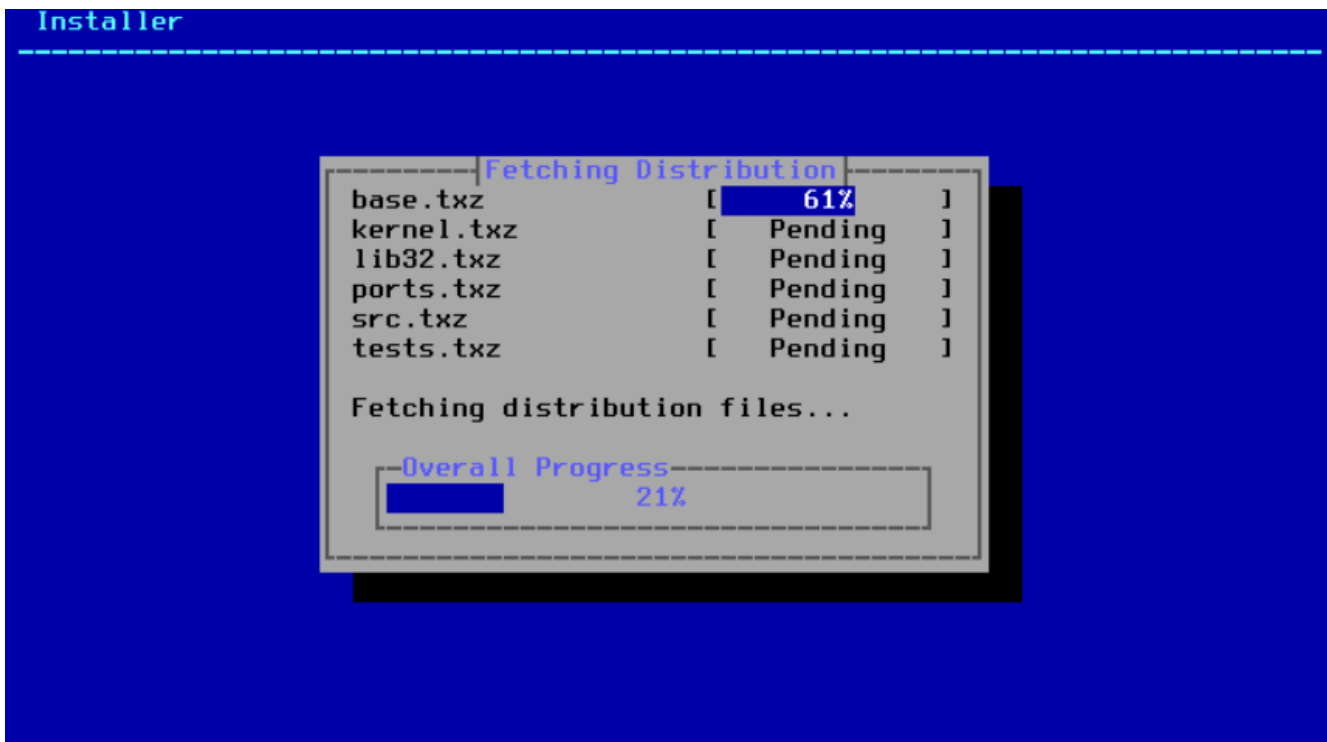 Installer
Fetching Distribution
base.txz [ 61% ]
kernel.txz [ Pending ]
lib32.txz [ Pending ]
ports.txz [ Pending ]
src.txz [ Pending ]
tests.txz [ Pending ]
Fetching distribution files...
Overall Progress
21%